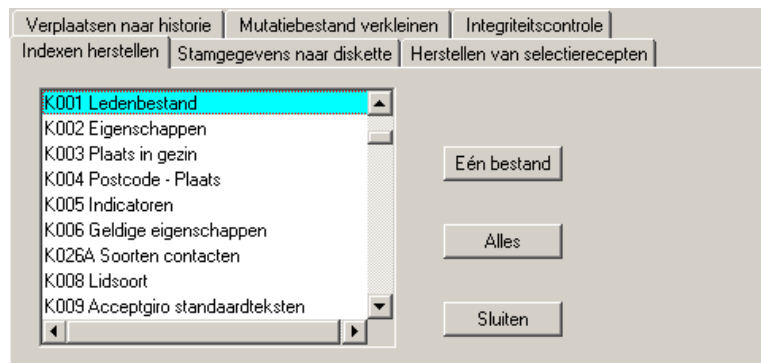 Verplaatsen naar historie Mutatiebestand verkleinen Integriteitscontrole
Indexen herstellen Stamgegevens naar diskette Herstellen van selectierecepten
K001 Ledenbestand
K002 Eigenschappen
K003 Plaats in gezin
K004 Postcode - Plaats
K005 Indicatoren
K006 Geldige eigenschappen
K026A Soorten contacten
K008 Lidsoort
K009 Acceptgiro standaardteksten
Eén bestand
Alles
Sluiten